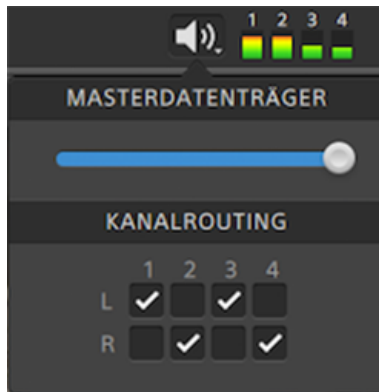 1 2 3 4
MASTERDATENTRÄGER
KANALROUTING
1 2 3 4
L
R